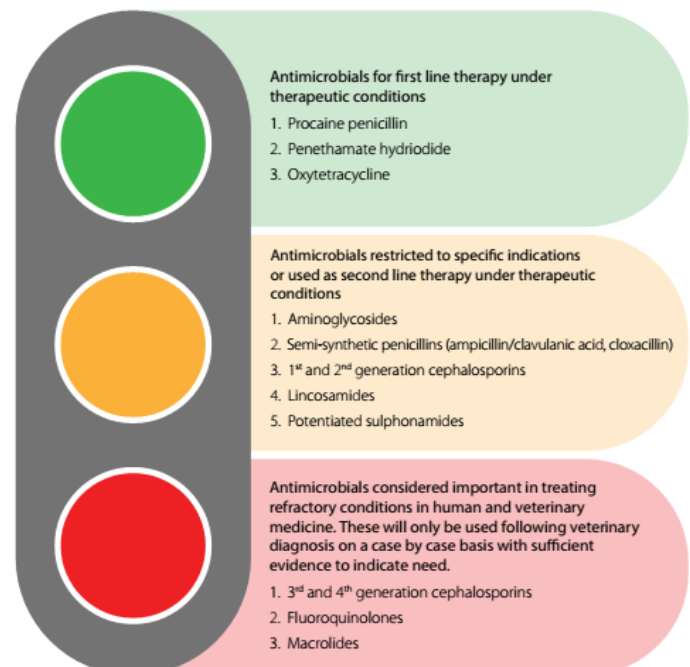 Antimicrobials for first line therapy under
therapeutic conditions
1. Procaine penicillin
2. Penethamate hydriodide
3. Oxytetracycline
Antimicrobials restricted to specific indications
or used as second line therapy under therapeutic
conditions
1. Aminoglycosides
2. Semi-synthetic penicillins (ampicillin/clavulanic acid, cloxacillin)
3. 1st and 2nd generation cephalosporins
4. Lincosamides
5. Potentiated sulphonamides
Antimicrobials considered important in treating
refractory conditions in human and veterinary
medicine. These will only be used following veterinary
diagnosis on a case by case basis with sufficient
evidence to indicate need.
1. 3rd and 4th generation cephalosporins
2. Fluoroquinolones
3. Macrolides